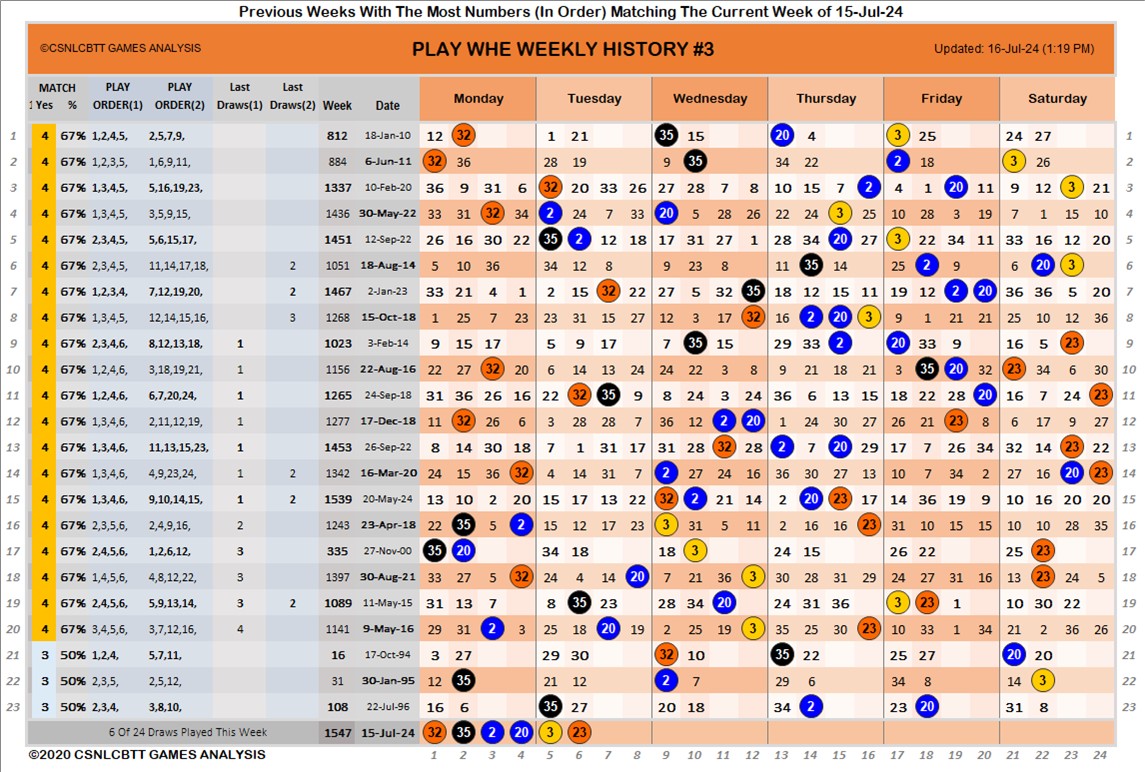 Previous Weeks With The Most Numbers (In Order) Matching The Current Week of 15-Jul-24
©CSNLCBTT GAMES ANALYSIS PLAY WHE WEEKLY HISTORY #3 Updated: 16-Jul-24 (1:19 PM)
MATCH PLAY PLAY Last Last
1 Yes % ORDER(1) ORDER(2) Draws(1) Draws(2) Week Date Monday Tuesday Wednesday Thursday Friday Saturday
1 4 67% 1,2,4,5, 2,5,7,9, 812 18-Jan-10 12 32 1 21 35 15 20 4 3 25 24 27 1
2 4 67% 1,2,3,5, 1,6,9,11, 884 6-Jun-11 32 36 28 19 9 35 34 22 2 18 3 26 2
3 4 67% 1,3,4,5, 5,16,19,23, 1337 10-Feb-20 36 9 31 6 32 20 33 26 27 28 7 8 10 15 7 2 4 1 20 11 9 12 3 21 3
4 4 67% 1,3,4,5, 3,5,9,15, 1436 30-May-22 33 31 32 34 2 24 7 33 20 5 28 26 22 24 3 25 10 28 3 19 7 1 15 10 4
5 4 67% 2,3,4,5, 5,6,15,17, 1451 12-Sep-22 26 16 30 22 35 2 12 18 17 31 27 1 28 34 20 27 3 22 34 11 33 16 12 20 5
6 4 67% 2,3,4,5, 11,14,17,18, 2 1051 18-Aug-14 5 10 36 34 12 8 9 23 8 11 35 14 25 2 9 6 20 3 6
7 4 67% 1,2,3,4, 7,12,19,20, 2 1467 2-Jan-23 33 21 4 1 2 15 32 22 27 5 32 35 18 12 15 11 19 12 2 20 36 36 5 20 7
8 4 67% 1,3,4,5, 12,14,15,16, 3 1268 15-Oct-18 1 25 7 23 23 31 15 27 12 3 17 32 16 2 20 3 9 1 21 21 25 10 12 36 8
9 4 67% 2,3,4,6, 8,12,13,18, 1 1023 3-Feb-14 9 15 17 5 9 17 7 35 15 29 33 2 20 33 9 16 5 23 9
10 4 67% 1,2,4,6, 3,18,19,21, 1 1156 22-Aug-16 22 27 32 20 6 14 13 24 24 22 3 8 9 21 18 21 3 35 20 32 23 34 6 30 10
11 4 67% 1,2,4,6, 6,7,20,24, 1 1265 24-Sep-18 31 36 26 16 22 32 35 9 8 24 3 24 36 6 13 15 18 22 28 20 16 7 24 23 11
12 4 67% 1,3,4,6, 2,11,12,19, 1 1277 17-Dec-18 11 32 26 6 3 28 28 7 36 12 2 20 1 24 30 27 26 21 23 8 6 17 9 27 12
13 4 67% 1,3,4,6, 11,13,15,23, 1 1453 26-Sep-22 8 14 30 18 7 1 31 17 31 28 32 28 2 7 20 29 17 7 26 34 32 14 23 22 13
14 4 67% 1,3,4,6, 4,9,23,24, 1 2 1342 16-Mar-20 24 15 36 32 4 14 31 7 2 27 24 16 36 30 27 13 10 7 34 2 27 16 20 23 14
15 4 67% 1,3,4,6, 9,10,14,15, 1 2 1539 20-May-24 13 10 2 20 15 17 13 22 32 2 21 14 2 20 23 17 14 36 19 9 10 16 20 20 15
16 4 67% 2,3,5,6, 2,4,9,16, 2 1243 23-Apr-18 22 35 5 2 15 12 17 23 3 31 5 11 2 16 16 23 31 10 15 15 10 10 28 35 16
17 4 67% 2,4,5,6, 1,2,6,12, 3 335 27-Nov-00 35 20 34 18 18 3 24 15 26 22 25 23 17
18 4 67% 1,4,5,6, 4,8,12,22, 3 1397 30-Aug-21 33 27 5 32 24 4 14 20 7 21 36 3 30 28 31 29 24 27 31 16 13 23 24 5 18
19 4 67% 2,4,5,6, 5,9,13,14, 3 2 1089 11-May-15 31 13 7 8 35 23 28 34 20 24 31 36 3 23 1 10 30 22 19
20 4 67% 3,4,5,6, 3,7,12,16, 4 1141 9-May-16 29 31 2 3 25 18 20 19 2 25 19 3 35 25 30 23 10 33 1 34 21 2 36 26 20
21 3 50% 1,2,4, 5,7,11, 16 17-Oct-94 3 27 29 30 32 10 35 22 25 27 20 20 21
22 3 50% 2,3,5, 2,5,12, 31 30-Jan-95 12 35 21 12 2 7 29 6 34 8 14 3 22
23 3 50% 2,3,4, 3,8,10, 108 22-Jul-96 16 6 35 27 20 18 34 2 23 20 31 8 23
6 Of 24 Draws Played This Week 1547 15-Jul-24 32 35 2 20 3 23
©2020 CSNLCBTT GAMES ANALYSIS 1 2 3 4 5 6 7 8 9 10 11 12 13 14 15 16 17 18 19 20 21 22 23 24